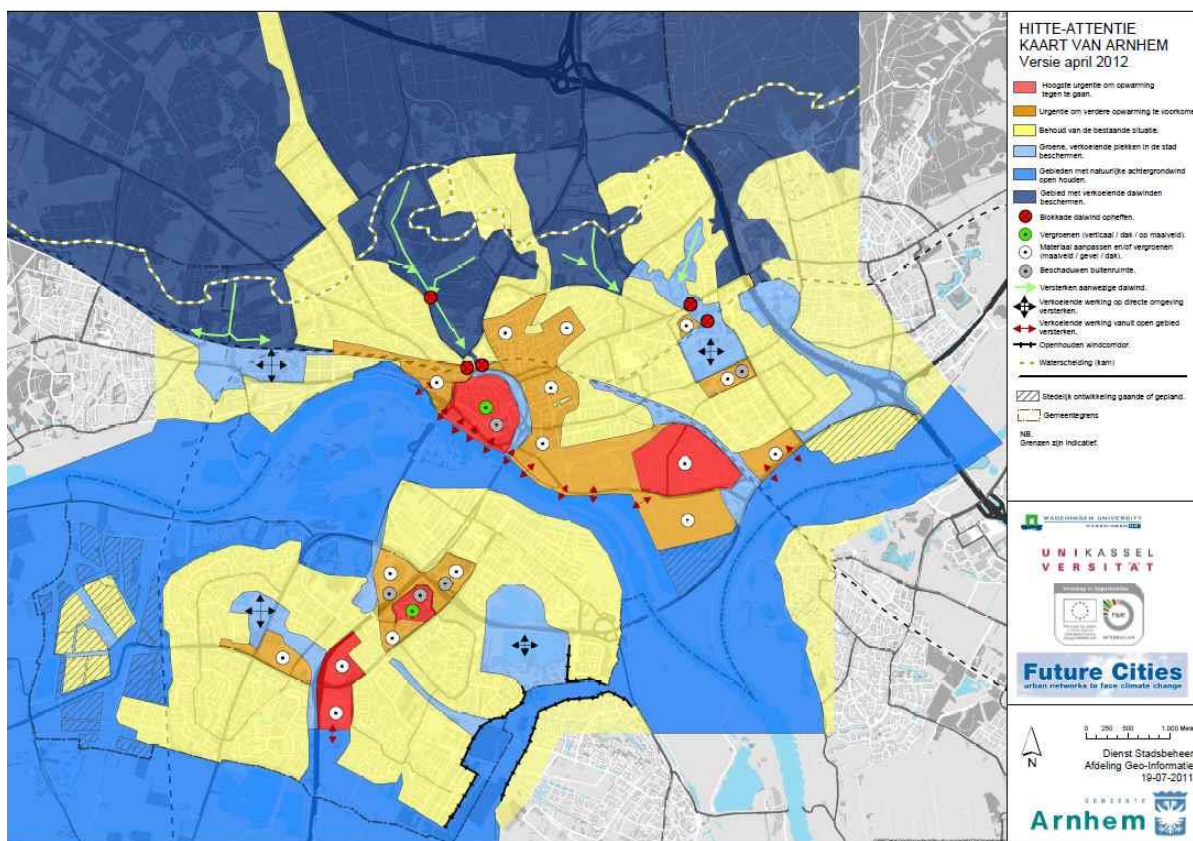 HITTE-ATTENTIE
KAART VAN ARNHEM
Versie april 2012
Hoogste urgentie om opwarming
tegen te gaan.
Urgentie om verdere opwarming te voorkome
Behoud van de bestaande situatie.
Groene, verkoelende plekken in de stad
beschermen.
Gebieden met natuurlijke achtergrondwind
open houden.
Gebied met verkoelende dalwinden
beschermen.
Blokkade dalwind opheffen.
Vergroenen (verticaal / dak / op maaiveld).
Materiaal aanpassen en/of vergroenen
(maaiveld / gevel / dak).
Beschaduwen buitenruimte.
Versterken aanwezige dalwind.
Verkoelende werking op directe omgeving
versterken.
Verkoelende werking vanuit open gebied
versterken.
Openhouden windcorridor.
Waterscheiding (kam)
Stedelijk ontwikkeling gaande of gepland.
Gemeentegrens
NB.
Grenzen zijn indicatief.
WAGENINGEN UNIVERSITY
UNIKASSEL
VERSITÄT
Future Cities
urban networks to face climate change
0 250 500 1.000 Mete
N
Dienst Stadsbeheer
Afdeling Geo-Informatie
19-07-2011
GEMEENTE
Arnhem